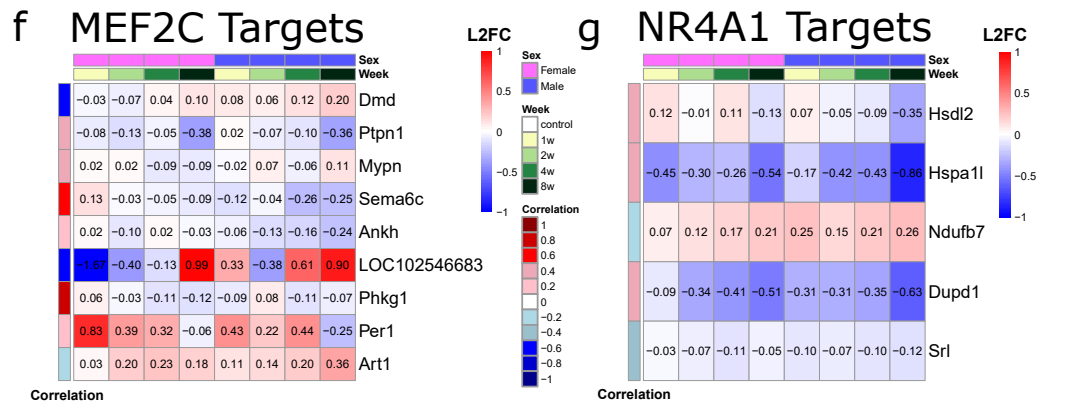 f MEF2C Targets
L2FC
1
0.5
0
−0.5
−1
Sex
Week
−0.03 −0.07 0.04 0.10 0.08 0.06 0.12 0.20 Dmd
−0.08 −0.13 −0.05 −0.38 0.02 −0.07 −0.10 −0.36 Ptpn1
0.02 0.02 −0.09 −0.09 −0.02 0.07 −0.06 0.11 Mypn
0.13 −0.03 −0.05 −0.09 −0.12 −0.04 −0.26 −0.25 Sema6c
0.02 −0.10 0.02 −0.03 −0.06 −0.13 −0.16 −0.24 Ankh
−1.67 −0.40 −0.13 0.99 0.33 −0.38 0.61 0.90 LOC102546683
0.06 −0.03 −0.11 −0.12 −0.09 0.08 −0.11 −0.07 Phkg1
0.83 0.39 0.32 −0.06 0.43 0.22 0.44 −0.25 Per1
0.03 0.20 0.23 0.18 0.11 0.14 0.20 0.36 Art1
Correlation
Sex
Female
Male
Week
control
1w
2w
4w
8w
Correlation
1
0.8
0.6
0.4
0.2
0
−0.2
−0.4
−0.6
−0.8
−1
g NR4A1 Targets
L2FC
1
0.5
0
−0.5
−1
Sex
Week
0.12 −0.01 0.11 −0.13 0.07 −0.05 −0.09 −0.35 Hsdl2
−0.45 −0.30 −0.26 −0.54 −0.17 −0.42 −0.43 −0.86 Hspa1l
0.07 0.12 0.17 0.21 0.25 0.15 0.21 0.26 Ndufb7
−0.09 −0.34 −0.41 −0.51 −0.31 −0.31 −0.35 −0.63 Dupd1
−0.03 −0.07 −0.11 −0.05 −0.10 −0.07 −0.10 −0.12 Srl
Correlation